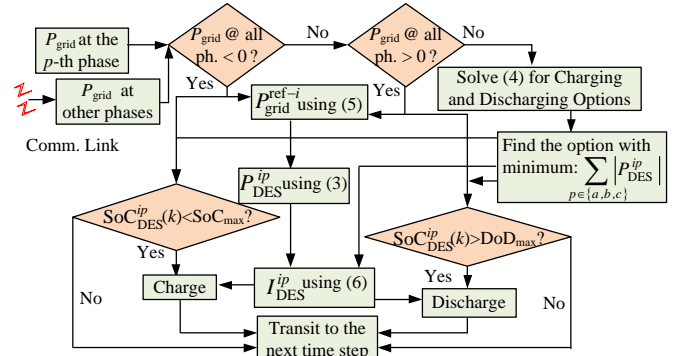 P_grid at the
p-th phase
P_grid @ all
ph. < 0 ?
No
P_grid @ all
ph. > 0 ?
No
P_grid at
other phases
Comm. Link
Yes
P_grid^ref−i using (5)
Yes
Solve (4) for Charging
and Discharging Options
Find the option with
minimum: ∑_{p∈{a,b,c}} |P_DES^ip|
P_DES^ip using (3)
SoC_DES^ip(k)<SoC_max?
SoC_DES^ip(k)>DoD_max?
Yes
Charge
I_DES^ip using (6)
Yes
Discharge
No
No
Transit to the
next time step